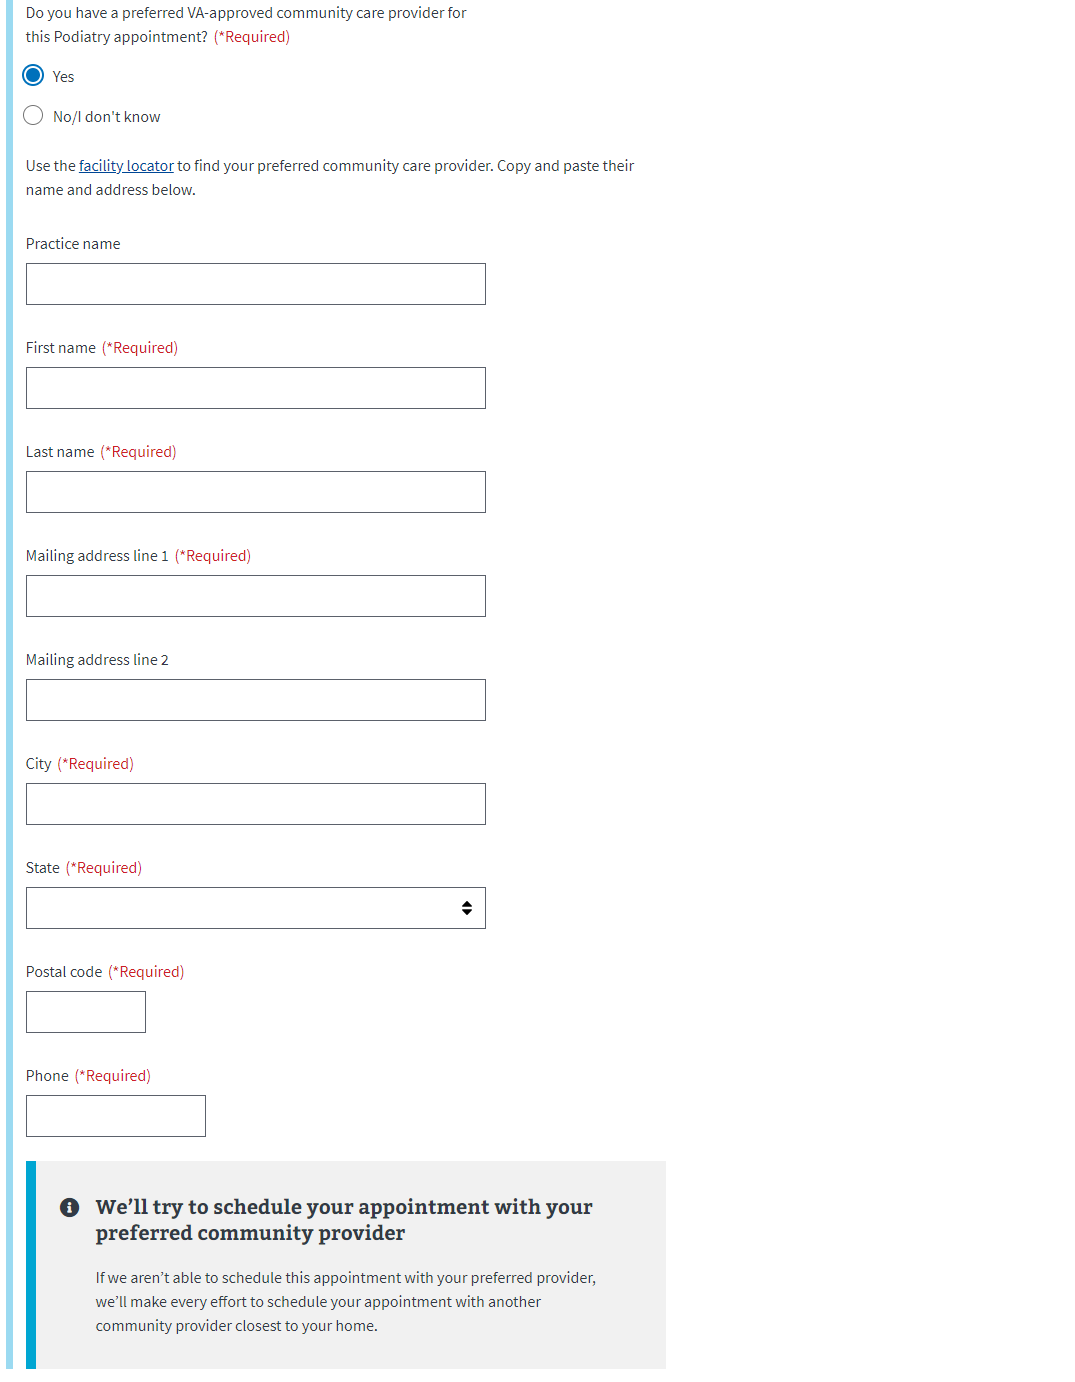 Do you have a preferred VA-approved community care provider for
this Podiatry appointment? (*Required)
Yes
No/I don't know
Use the facility locator to find your preferred community care provider. Copy and paste their
name and address below.
Practice name
First name (*Required)
Last name (*Required)
Mailing address line 1 (*Required)
Mailing address line 2
City (*Required)
State (*Required)
Postal code (*Required)
Phone (*Required)
We’ll try to schedule your appointment with your
preferred community provider
If we aren’t able to schedule this appointment with your preferred provider,
we’ll make every effort to schedule your appointment with another
community provider closest to your home.